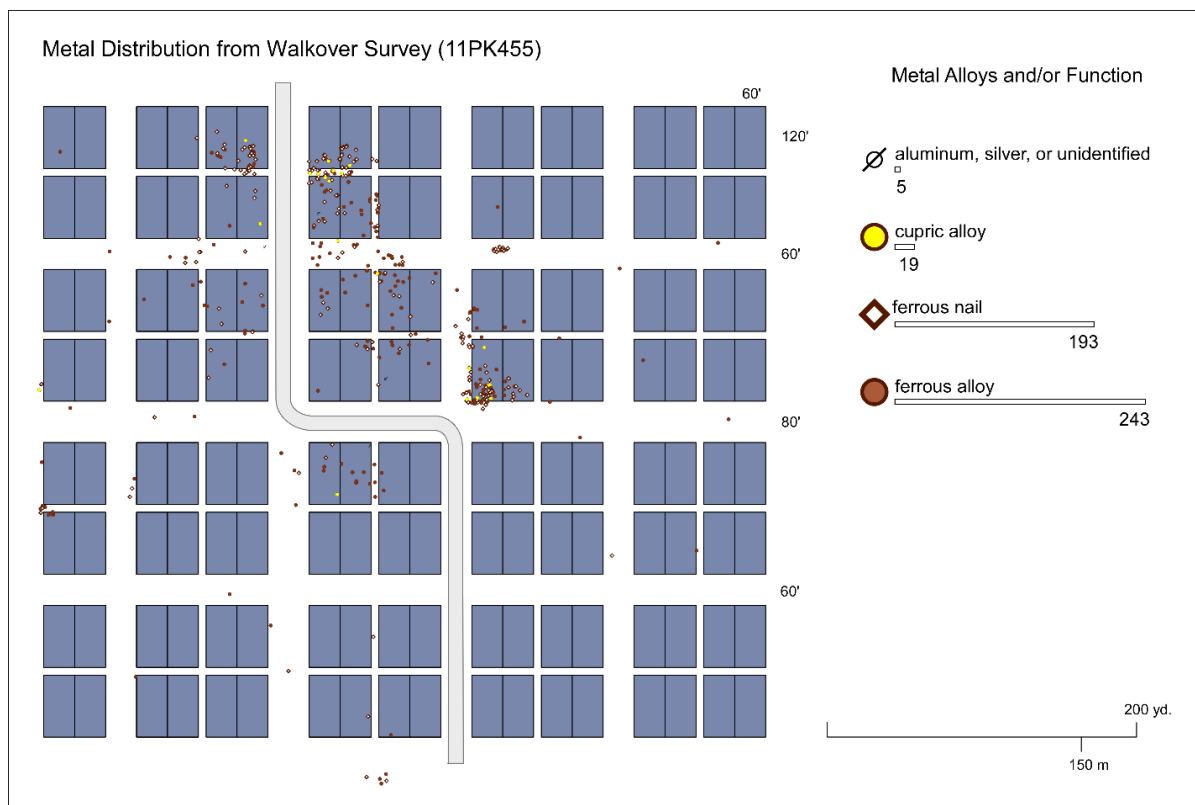 Metal Distribution from Walkover Survey (11PK455)
60'
120'
60'
80'
60'
Metal Alloys and/or Function
aluminum, silver, or unidentified
5
cupric alloy
19
ferrous nail
193
ferrous alloy
243
200 yd.
150 m